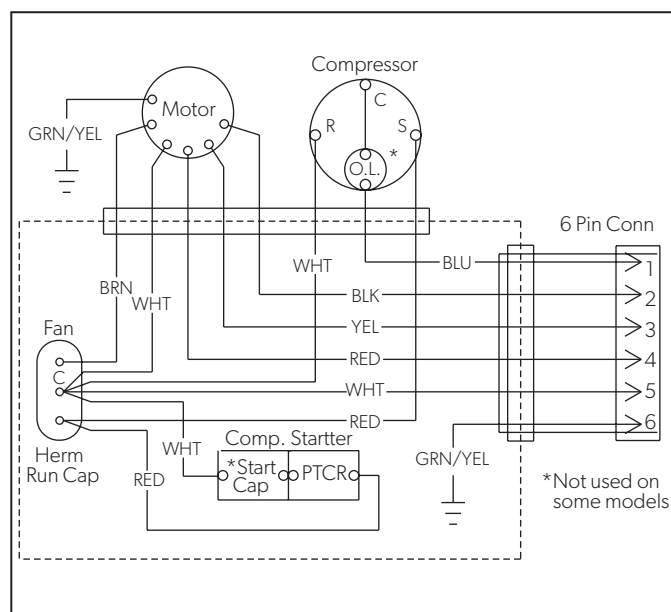 Compressor
Motor
C
R
S
*
O.L.
GRN/YEL
6 Pin Conn
WHT
BLU
1
BRN
WHT
BLK
2
Fan
YEL
3
C
RED
4
WHT
5
RED
6
Herm
Run Cap
WHT
Comp. Startter
GRN/YEL
RED
*Start
Cap
PTCR
*Not used on
some models